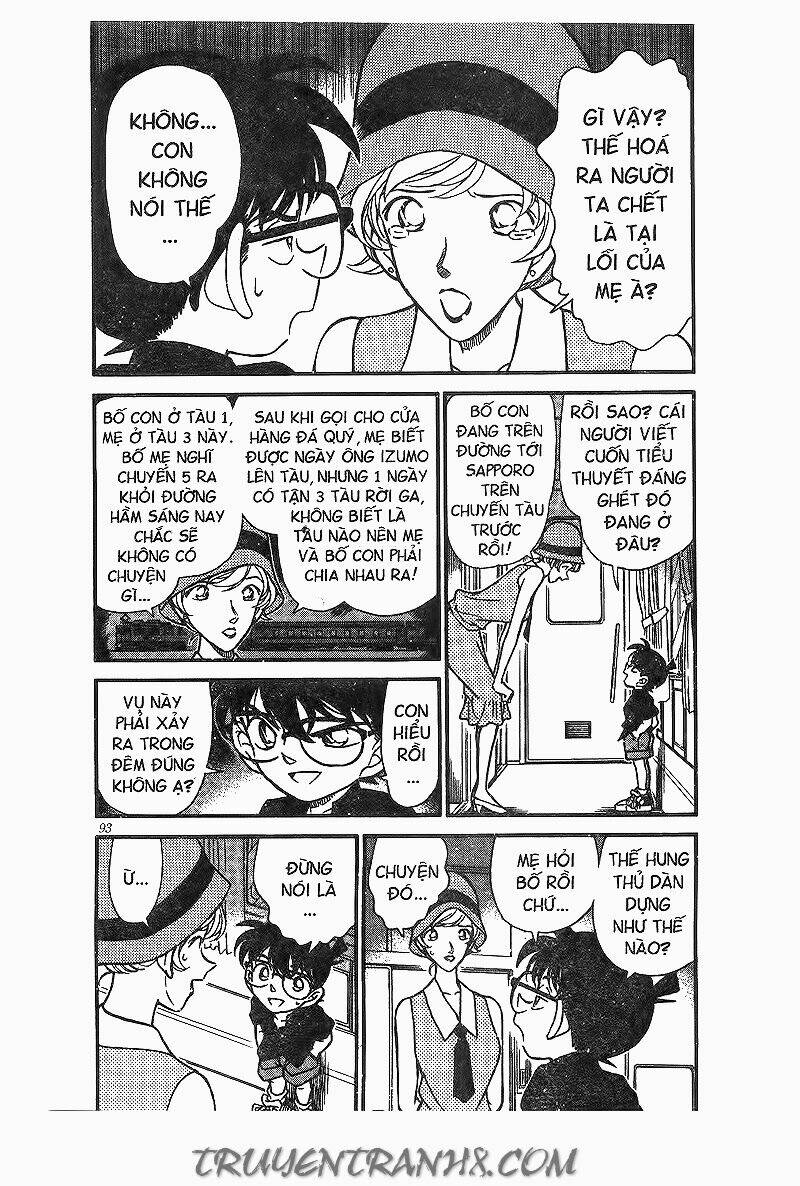 GÌ VẬY?
THẾ HOÁ
RA NGƯỜI
TA CHẾT
LÀ TẠI
LỖI CỦA
MẸ À?
KHÔNG...
CON
KHÔNG
NÓI THẾ
...
RỒI SAO? CÁI
NGƯỜI VIẾT
CUỐN TIỂU
THUYẾT ĐÁNG
GHÉT ĐÓ
ĐANG Ở
ĐÂU?
BỐ CON
ĐANG TRÊN
ĐƯỜNG TỚI
SAPPORO
TRÊN
CHUYẾN TÀU
TRƯỚC
RỒI!
SAU KHI GỌI CHO CỬA
HÀNG ĐÁ QUÝ, MẸ BIẾT
ĐƯỢC NGÀY ÔNG IZUMO
LÊN TÀU, NHƯNG 1 NGÀY
CÓ TẬN 3 TÀU RỜI GA,
KHÔNG BIẾT LÀ
TÀU NÀO NÊN MẸ
VÀ BỐ CON PHẢI
CHIA NHAU RA!
BỐ CON Ở TÀU 1,
MẸ Ở TÀU 3 NÀY.
BỐ MẸ NGHĨ
CHUYẾN 5 RA
KHỎI ĐƯỜNG
HẦM SÁNG NAY
CHẮC SẼ
KHÔNG CÓ
CHUYỆN
GÌ...
CON
HIỂU
RỒI
...
VỤ NÀY
PHẢI XẢY
RA TRONG
ĐÊM ĐÚNG
KHÔNG Ạ?
93
THẾ HUNG
THỦ DÀN
DỰNG
NHƯ THẾ
NÀO?
MẸ HỎI
BỐ RỒI
CHỨ...
CHUYỆN
ĐÓ...
ĐỪNG
NÓI LÀ
...
Ừ...
TRUYENTRANH8.COM